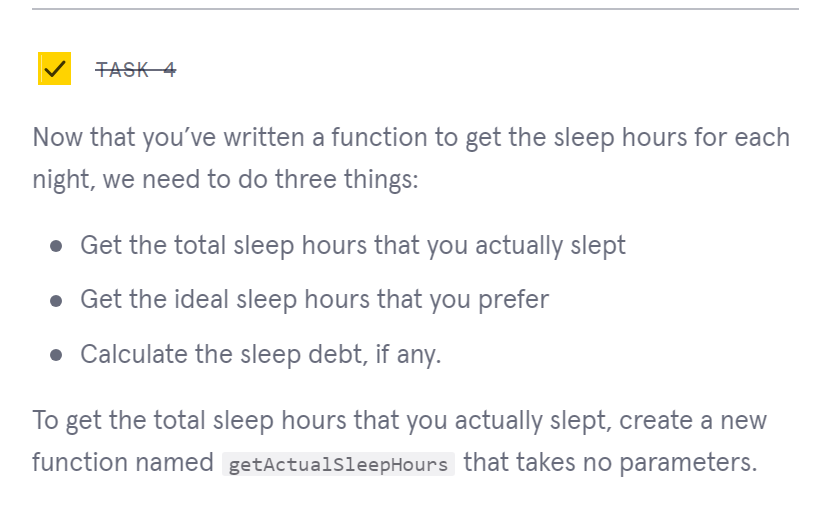 TASK 4
Now that you’ve written a function to get the sleep hours for each
night, we need to do three things:
Get the total sleep hours that you actually slept
Get the ideal sleep hours that you prefer
Calculate the sleep debt, if any.
To get the total sleep hours that you actually slept, create a new
function named getActualSleepHours that takes no parameters.